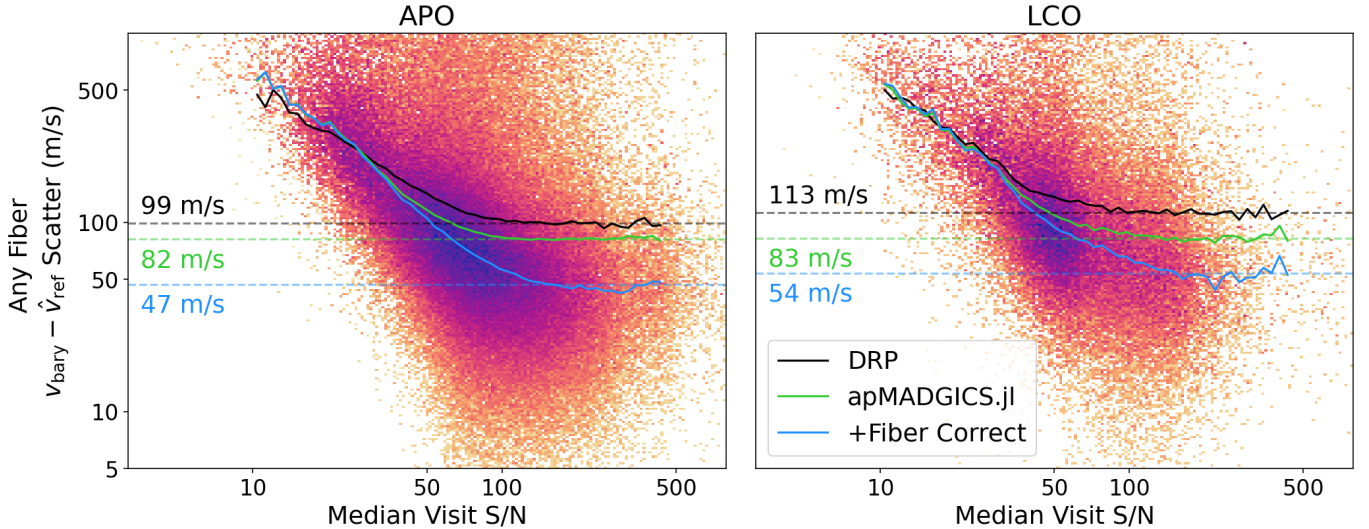 APO
LCO
Any Fiber
v_bary − v̂_ref Scatter (m/s)
500
100
50
10
5
99 m/s
82 m/s
47 m/s
113 m/s
83 m/s
54 m/s
DRP
apMADGICS.jl
+Fiber Correct
10
50
100
500
10
50
100
500
Median Visit S/N
Median Visit S/N